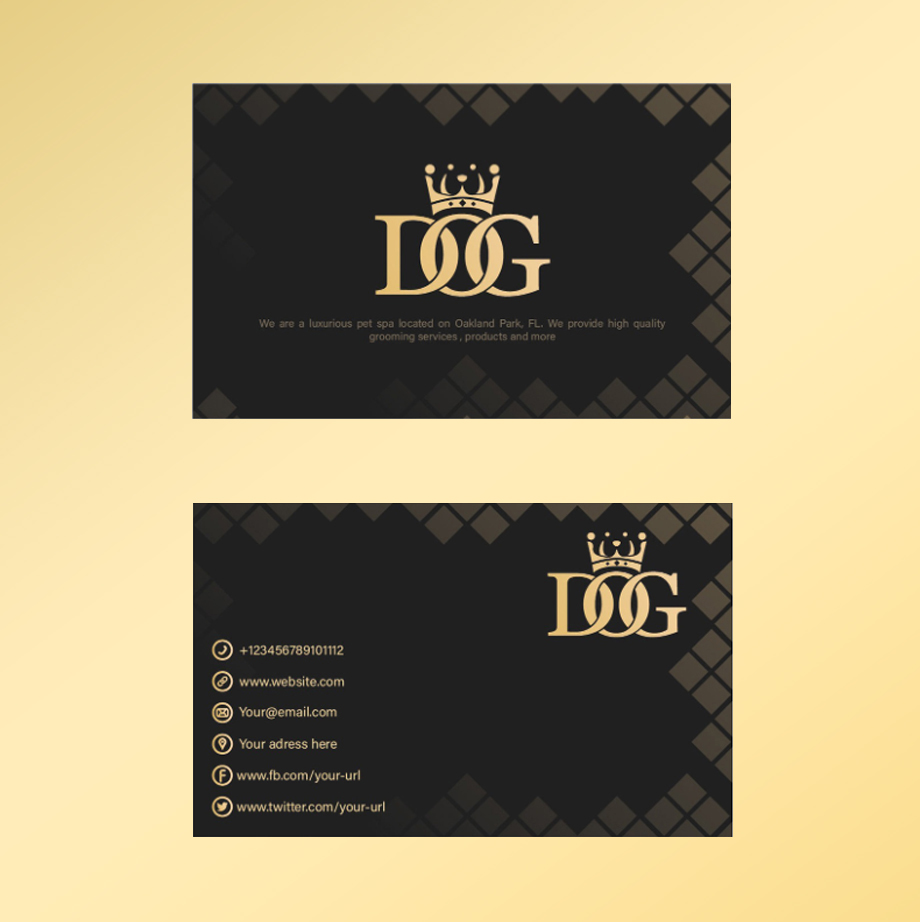 DOG
We are a luxurious pet spa located on Oakland Park, FL. We provide high quality
grooming services, products and more
DOG
+123456789101112
www.website.com
Your@email.com
Your adress here
www.fb.com/your-url
www.twitter.com/your-url